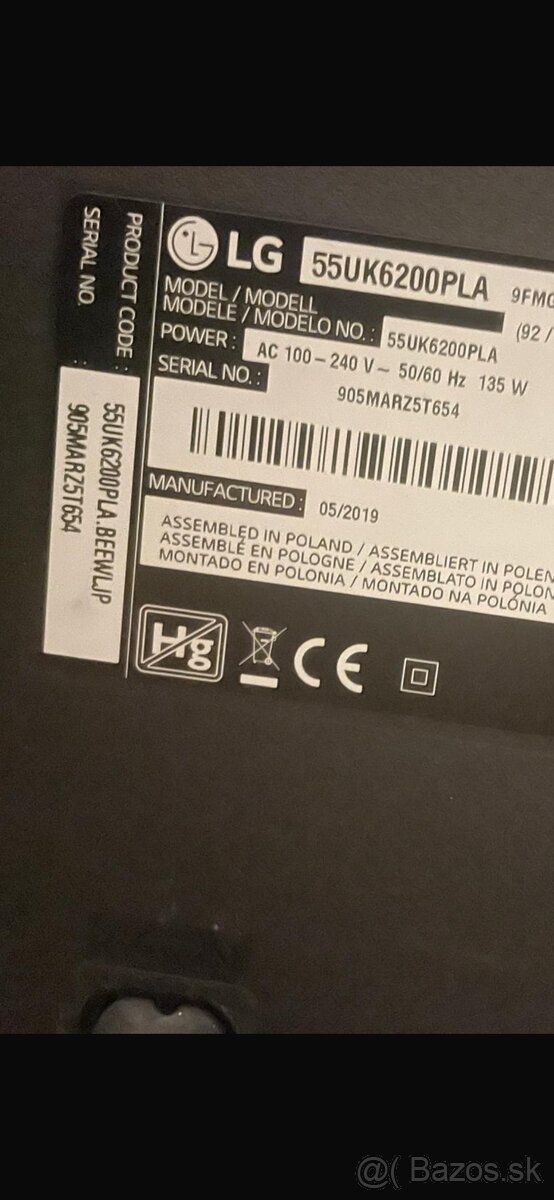 LG 55UK6200PLA
MODEL / MODELL
MODELE / MODELO NO. : 55UK6200PLA
POWER : AC 100 – 240 V ~ 50/60 Hz 135 W
SERIAL NO. : 905MARZ5T654
MANUFACTURED : 05/2019
ASSEMBLED IN POLAND / ASSEMBLIERT IN POLEN
ASSEMBLÉ EN POLOGNE / ASSEMBLATO IN POLON
MONTADO EN POLONIA / MONTADO NA POLÓNIA
Hg CE
PRODUCT CODE : 55UK6200PLA.BEEWLJP
SERIAL NO. : 905MARZ5T654
@( Bazos.sk